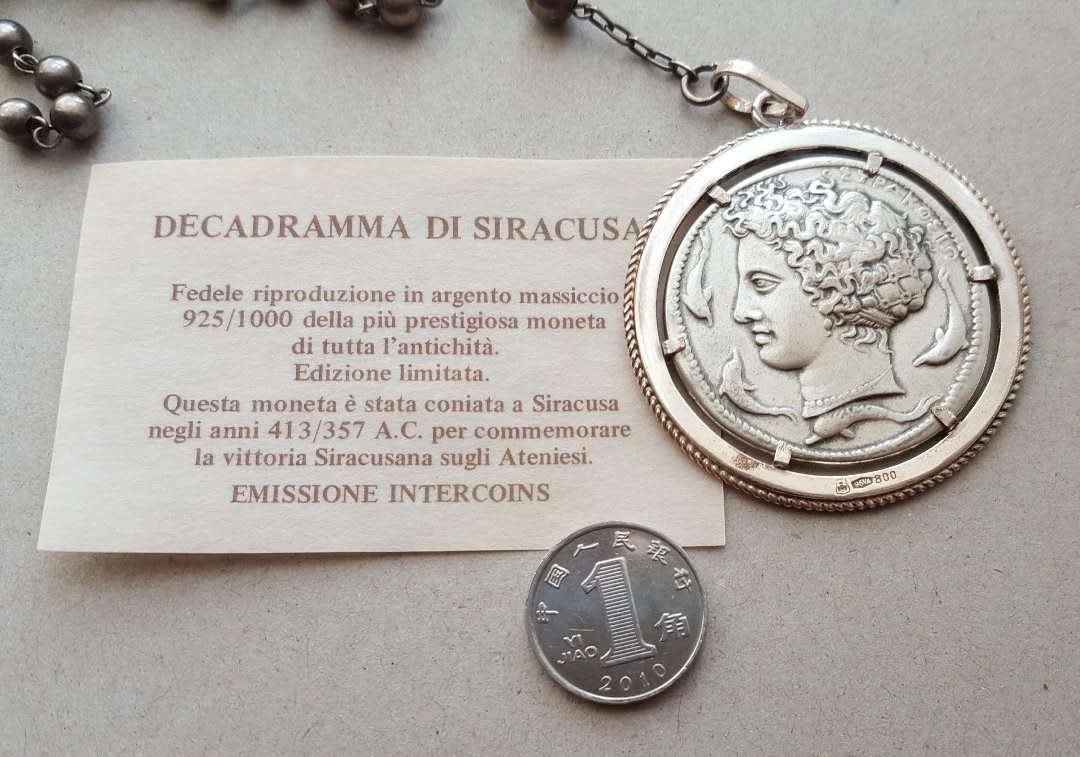 DECADRAMMA DI SIRACUSA
Fedele riproduzione in argento massiccio
925/1000 della più prestigiosa moneta
di tutta l'antichità.
Edizione limitata.
Questa moneta è stata coniata a Siracusa
negli anni 413/357 A.C. per commemorare
la vittoria Siracusana sugli Ateniesi.
EMISSIONE INTERCOINS
800
中国人民银行
1角
YI
JIAO
2010